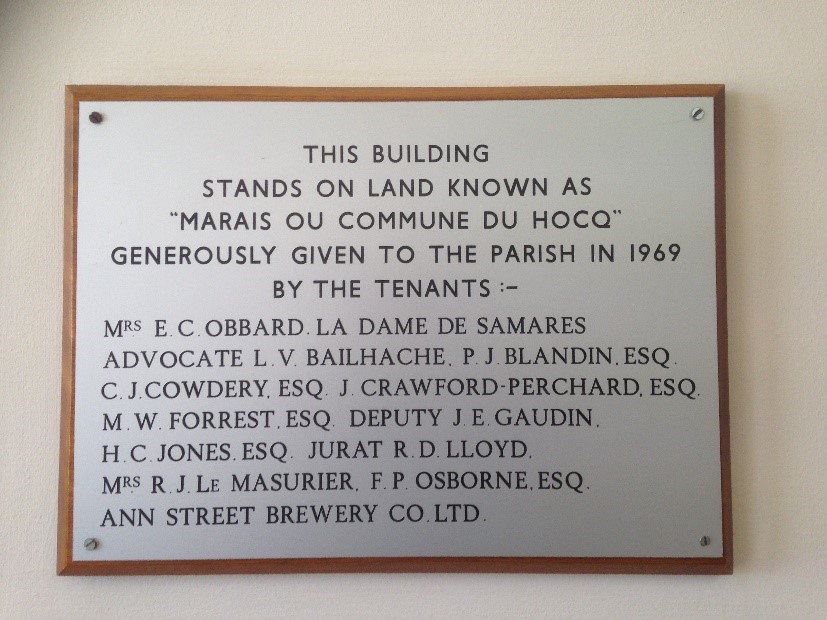 THIS BUILDING
STANDS ON LAND KNOWN AS
"MARAIS OU COMMUNE DU HOCQ"
GENEROUSLY GIVEN TO THE PARISH IN 1969
BY THE TENANTS :-
MRS E.C.OBBARD. LA DAME DE SAMARES
ADVOCATE L.V. BAILHACHE, P.J.BLANDIN, ESQ.
C.J.COWDERY, ESQ. J. CRAWFORD-PERCHARD, ESQ.
M.W. FORREST, ESQ. DEPUTY J.E.GAUDIN,
H.C.JONES, ESQ. JURAT R.D. LLOYD,
MRS R.J. LE MASURIER, F.P. OSBORNE, ESQ.
ANN STREET BREWERY CO. LTD.